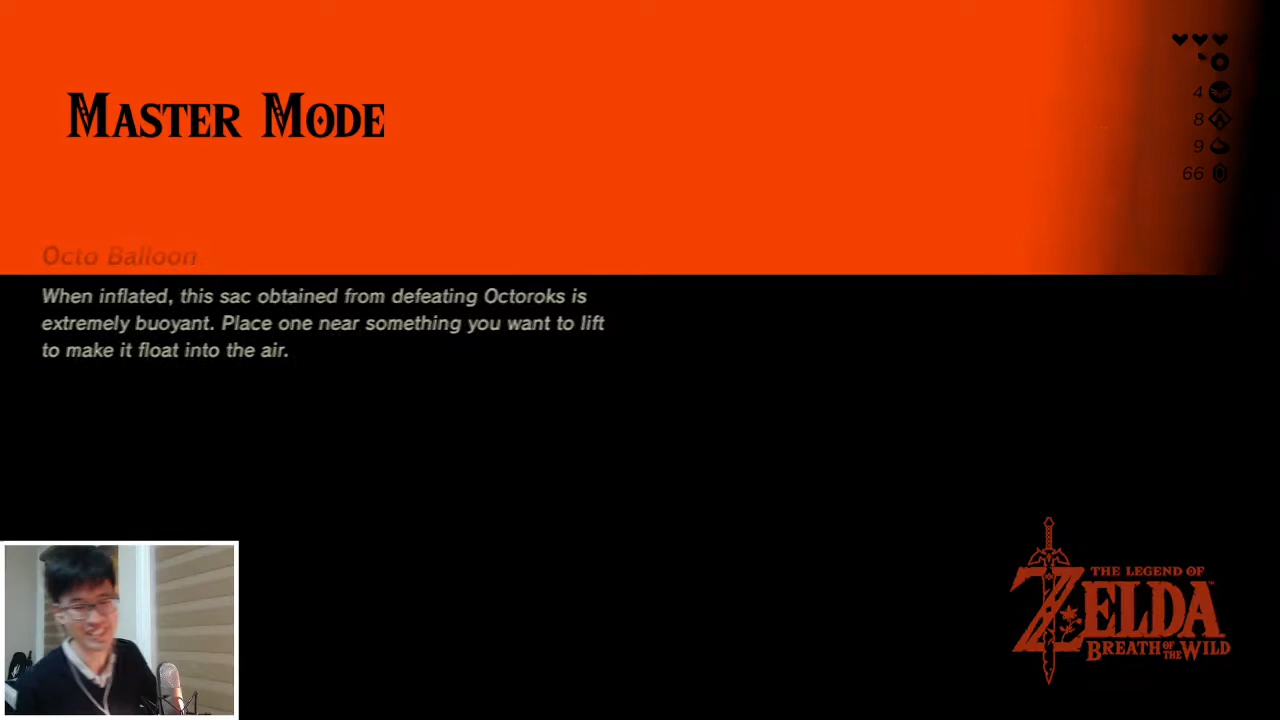 Master Mode
4
8
9
66
Octo Balloon
When inflated, this sac obtained from defeating Octoroks is
extremely buoyant. Place one near something you want to lift
to make it float into the air.
THE LEGEND OF
ZELDA™
BREATH OF THE WILD